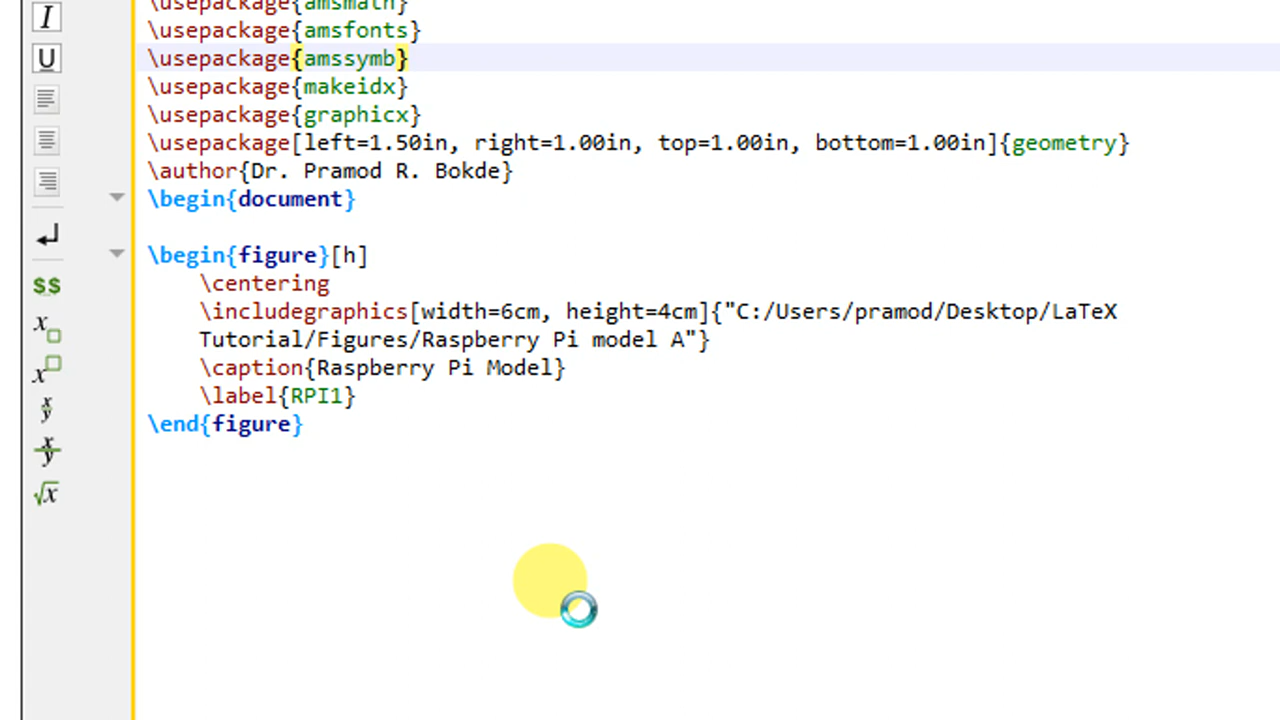 \usepackage{amsmath}
\usepackage{amsfonts}
\usepackage{amssymb}
\usepackage{makeidx}
\usepackage{graphicx}
\usepackage[left=1.50in, right=1.00in, top=1.00in, bottom=1.00in]{geometry}
\author{Dr. Pramod R. Bokde}
\begin{document}
\begin{figure}[h]
\centering
\includegraphics[width=6cm, height=4cm]{"C:/Users/pramod/Desktop/LaTeX
Tutorial/Figures/Raspberry Pi model A"}
\caption{Raspberry Pi Model}
\label{RPI1}
\end{figure}
I
U
$$
x
x
x
y
x
y
√x